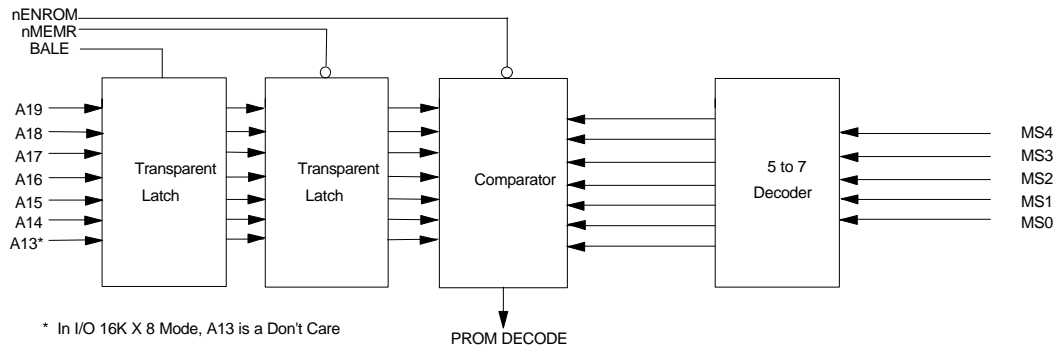 nENROM
nMEMR
BALE
A19
A18
A17
A16
A15
A14
A13*
Transparent
Latch
Transparent
Latch
Comparator
5 to 7
Decoder
MS4
MS3
MS2
MS1
MS0
* In I/O 16K X 8 Mode, A13 is a Don't Care
PROM DECODE